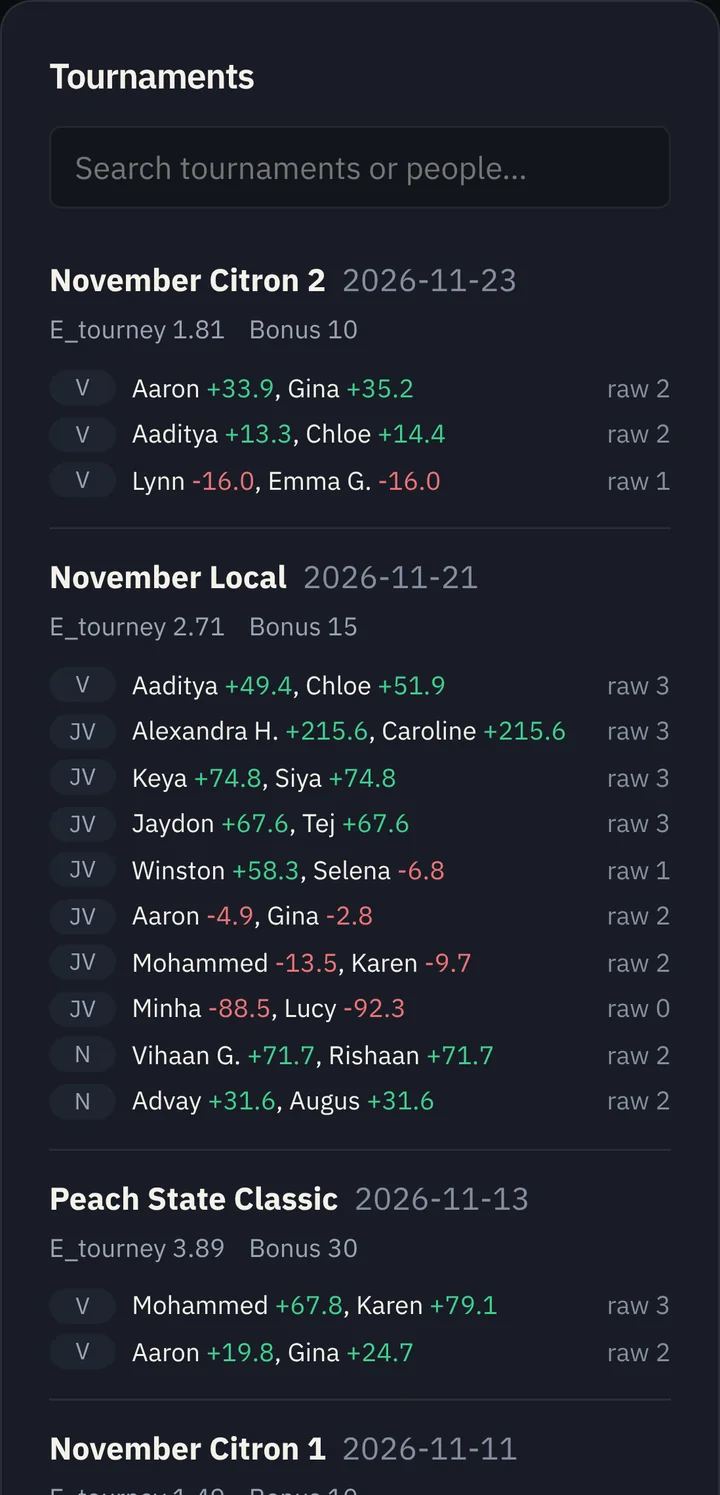 Tournaments
Search tournaments or people...
November Citron 2 2026-11-23
E_tourney 1.81 Bonus 10
V Aaron +33.9, Gina +35.2 raw 2
V Aaditya +13.3, Chloe +14.4 raw 2
V Lynn -16.0, Emma G. -16.0 raw 1
November Local 2026-11-21
E_tourney 2.71 Bonus 15
V Aaditya +49.4, Chloe +51.9 raw 3
JV Alexandra H. +215.6, Caroline +215.6 raw 3
JV Keya +74.8, Siya +74.8 raw 3
JV Jaydon +67.6, Tej +67.6 raw 3
JV Winston +58.3, Selena -6.8 raw 1
JV Aaron -4.9, Gina -2.8 raw 2
JV Mohammed -13.5, Karen -9.7 raw 2
JV Minha -88.5, Lucy -92.3 raw 0
N Vihaan G. +71.7, Rishaan +71.7 raw 2
N Advay +31.6, Augus +31.6 raw 2
Peach State Classic 2026-11-13
E_tourney 3.89 Bonus 30
V Mohammed +67.8, Karen +79.1 raw 3
V Aaron +19.8, Gina +24.7 raw 2
November Citron 1 2026-11-11